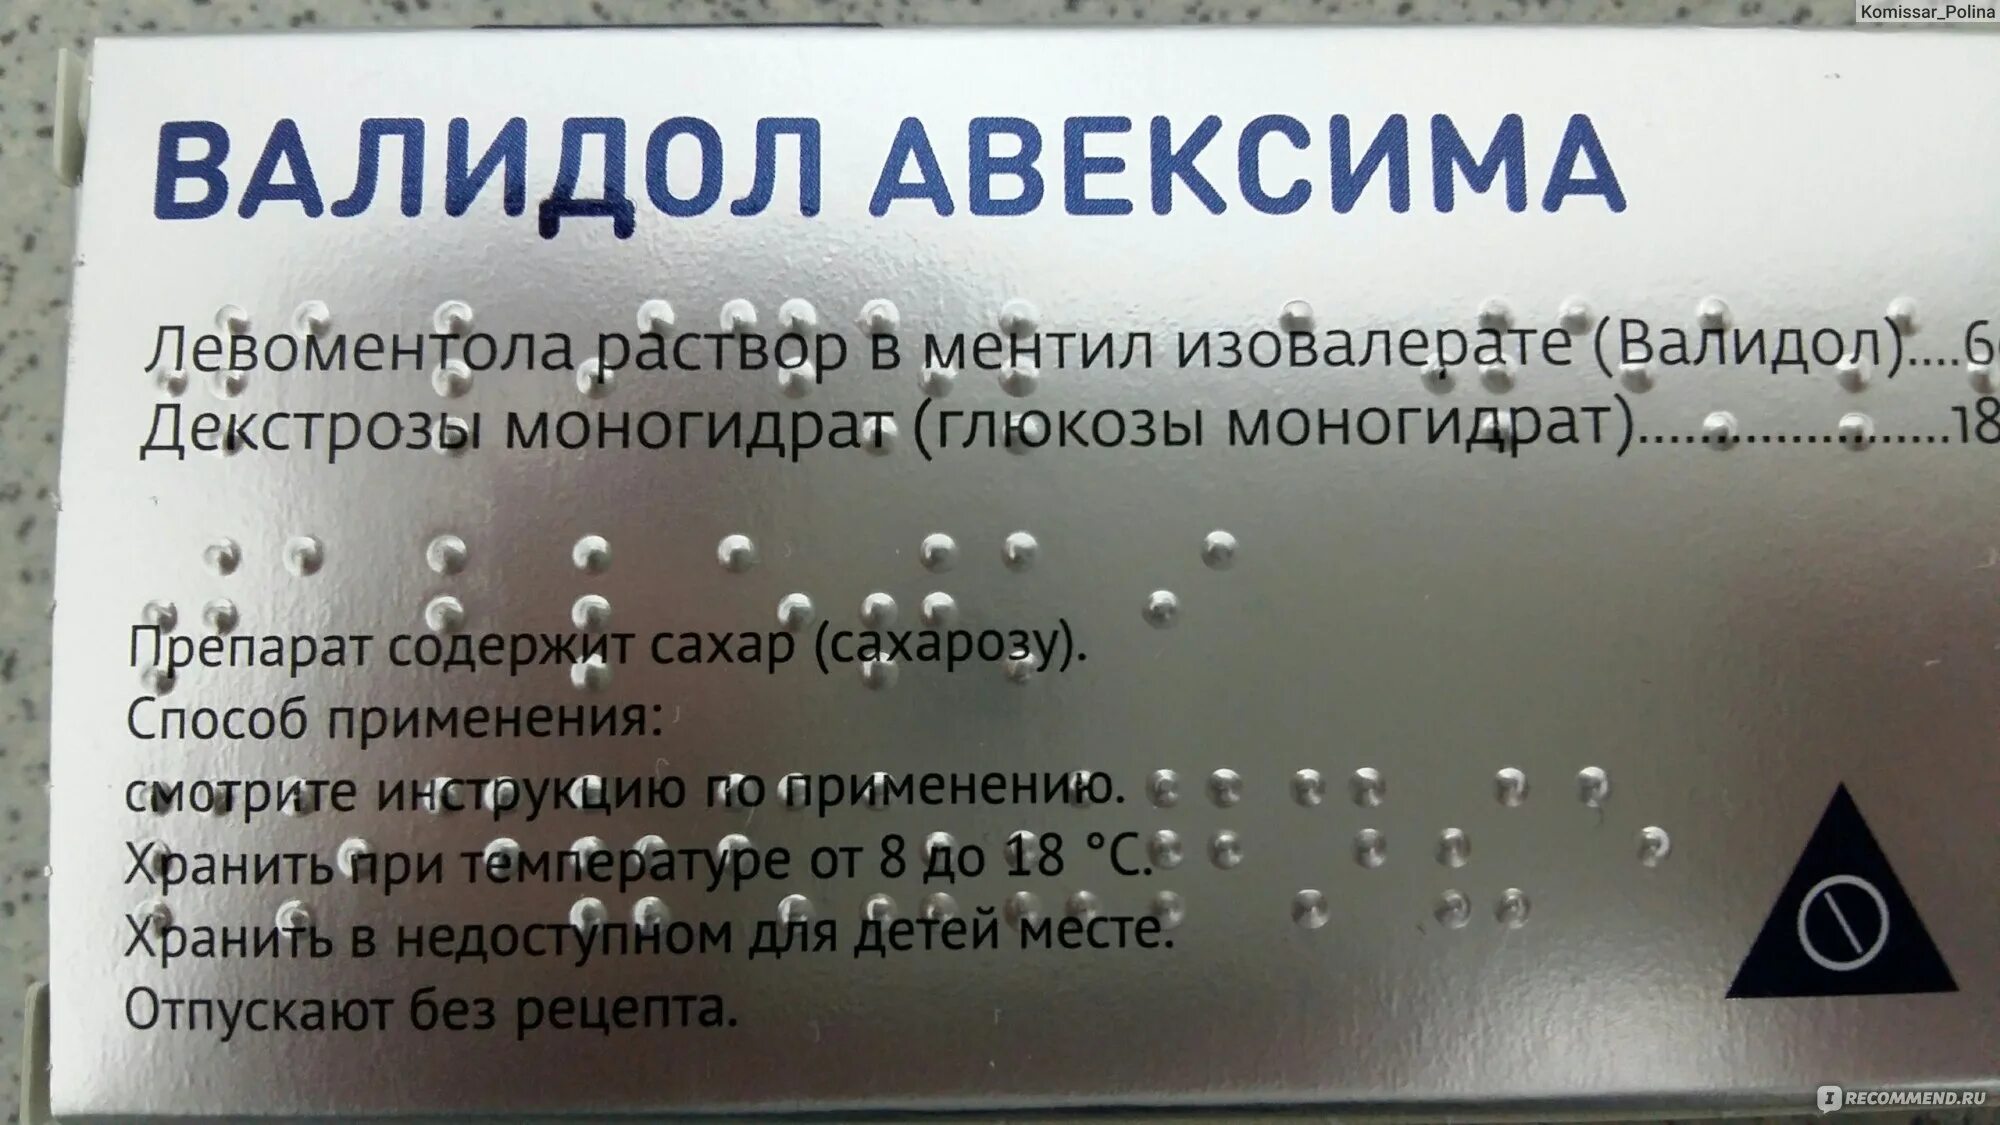 Komissar_Polina
ВАЛИДОЛ АВЕКСИМА
Левоментола раствор в ментил изовалерате (Валидол)....6
Декстрозы моногидрат (глюкозы моногидрат)......................18
Препарат содержит сахар (сахарозу).
Способ применения:
смотрите инструкцию по применению.
Хранить при температуре от 8 до 18 °С.
Хранить в недоступном для детей месте.
Отпускают без рецепта.
I RECOMMEND.RU